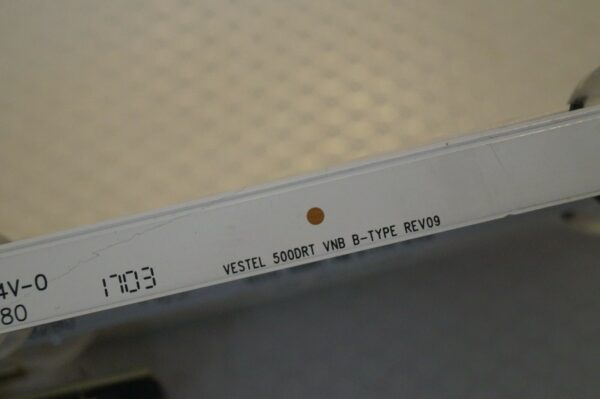 4V-0
80
1703
VESTEL 500DRT VNB B-TYPE REV09